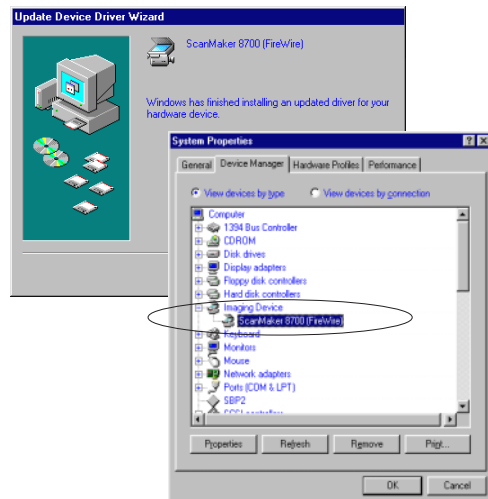 Update Device Driver Wizard
ScanMaker 8700 (FireWire)
Windows has finished installing an updated driver for your
hardware device.
System Properties
General Device Manager Hardware Profiles Performance
View devices by type View devices by connection
Computer
1394 Bus Controller
CDROM
Disk drives
Display adapters
Floppy disk controllers
Hard disk controllers
Imaging Device
ScanMaker 8700 (FireWire)
Keyboard
Monitors
Mouse
Network adapters
Ports (COM & LPT)
SBP2
SCSI controllers
Properties Refresh Remove Print...
OK Cancel